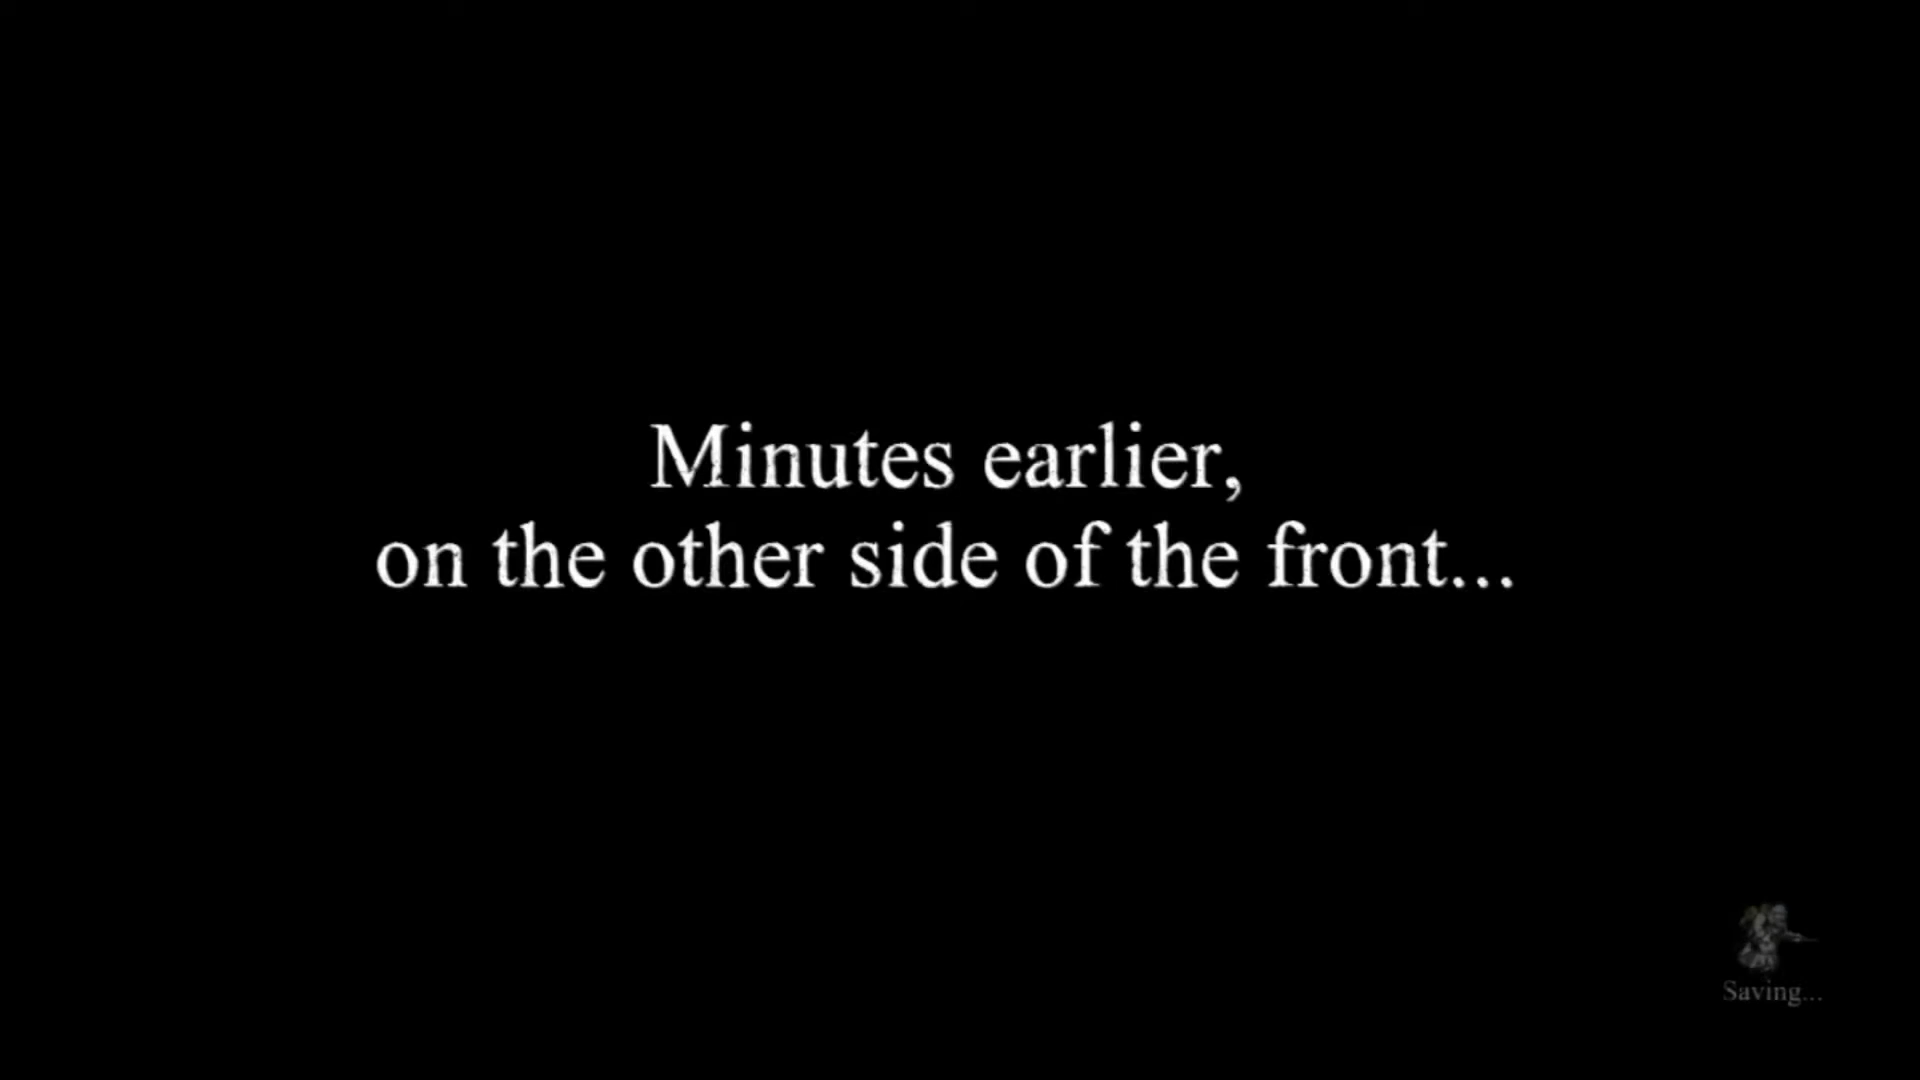 Minutes earlier,
on the other side of the front...
Saving...